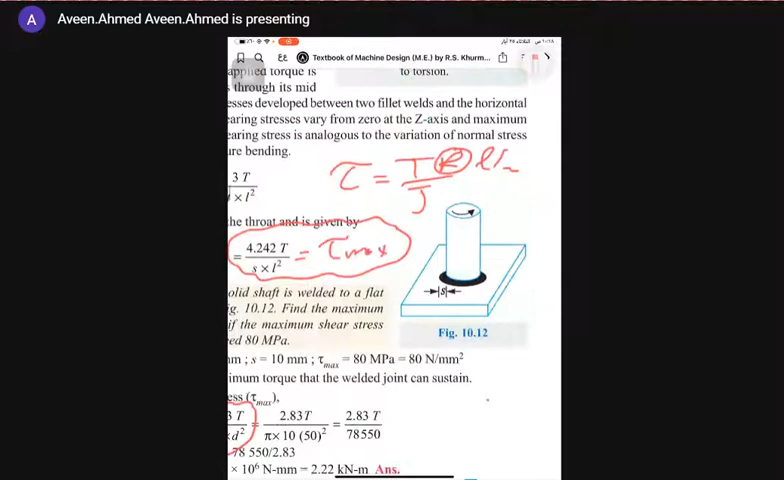 A Aveen.Ahmed Aveen.Ahmed is presenting
Textbook of Machine Design (M.E.) by R.S. Khurm...
applied torque is
to torsion.
s through its mid
esses developed between two fillet welds and the horizontal
earing stresses vary from zero at the Z-axis and maximum
earing stress is analogous to the variation of normal stress
ure bending.
3 T
× l²
τ = T R / J l/2
he throat and is given by
= 4.242 T / s × l² = τmax
olid shaft is welded to a flat
ig. 10.12. Find the maximum
if the maximum shear stress
ed 80 MPa.
s
Fig. 10.12
m ; s = 10 mm ; τmax = 80 MPa = 80 N/mm²
imum torque that the welded joint can sustain.
ess (τmax),
3 T / d² = 2.83T / π× 10 (50)² = 2.83 T / 78550
78 550/2.83
× 10⁶ N-mm = 2.22 kN-m Ans.